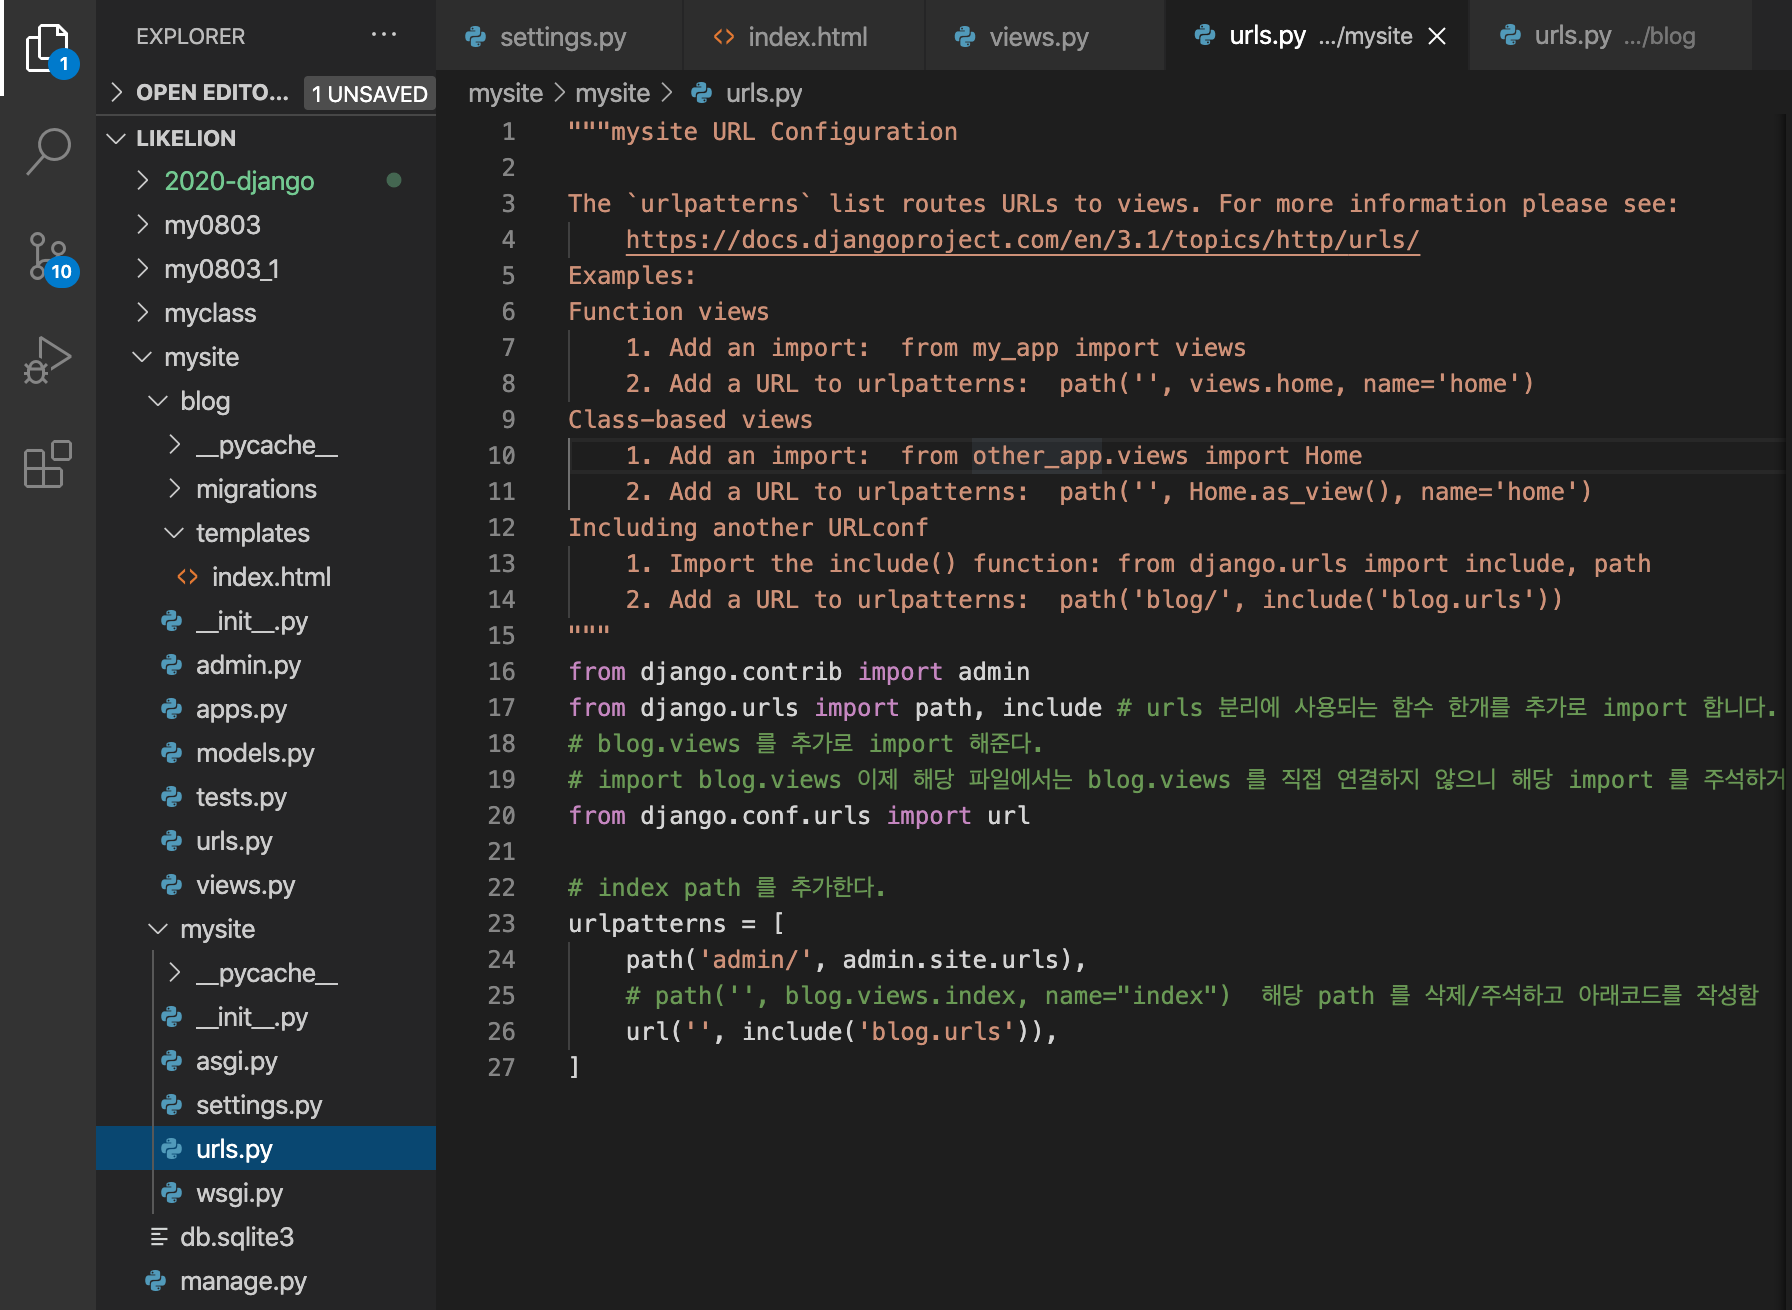 EXPLORER
...
OPEN EDITO...
1 UNSAVED
1
10
LIKELION
2020-django
my0803
my0803_1
myclass
mysite
blog
__pycache__
migrations
templates
index.html
__init__.py
admin.py
apps.py
models.py
tests.py
urls.py
views.py
mysite
__pycache__
__init__.py
asgi.py
settings.py
urls.py
wsgi.py
db.sqlite3
manage.py
settings.py
index.html
views.py
urls.py .../mysite
urls.py .../blog
mysite > mysite > urls.py
1 """mysite URL Configuration
2
3 The `urlpatterns` list routes URLs to views. For more information please see:
4     https://docs.djangoproject.com/en/3.1/topics/http/urls/
5 Examples:
6 Function views
7     1. Add an import:  from my_app import views
8     2. Add a URL to urlpatterns:  path('', views.home, name='home')
9 Class-based views
10     1. Add an import:  from other_app.views import Home
11     2. Add a URL to urlpatterns:  path('', Home.as_view(), name='home')
12 Including another URLconf
13     1. Import the include() function: from django.urls import include, path
14     2. Add a URL to urlpatterns:  path('blog/', include('blog.urls'))
15 """
16 from django.contrib import admin
17 from django.urls import path, include # urls 분리에 사용되는 함수 한개를 추가로 import 합니다.
18 # blog.views 를 추가로 import 해준다.
19 # import blog.views 이제 해당 파일에서는 blog.views 를 직접 연결하지 않으니 해당 import 를 주석하거
20 from django.conf.urls import url
21
22 # index path 를 추가한다.
23 urlpatterns = [
24     path('admin/', admin.site.urls),
25     # path('', blog.views.index, name="index")  해당 path 를 삭제/주석하고 아래코드를 작성함
26     url('', include('blog.urls')),
27 ]